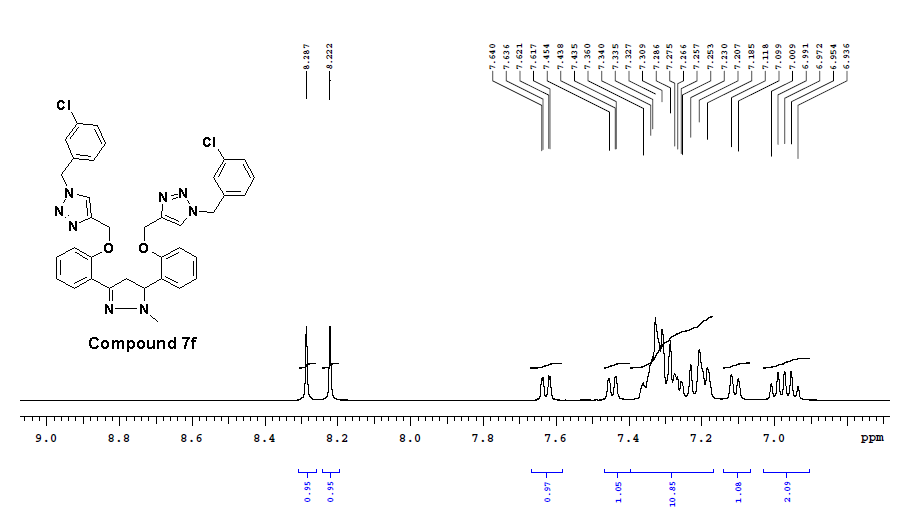 8.287
8.222
7.640
7.636
7.621
7.617
7.454
7.438
7.435
7.360
7.340
7.335
7.327
7.309
7.286
7.275
7.266
7.257
7.253
7.230
7.207
7.185
7.118
7.099
7.009
6.991
6.972
6.954
6.936
Cl
Cl
N
N
N
N
N
N
O
O
N
N
Compound 7f
9.0 8.8 8.6 8.4 8.2 8.0 7.8 7.6 7.4 7.2 7.0 ppm
0.95
0.95
0.97
1.05
10.85
1.08
2.09